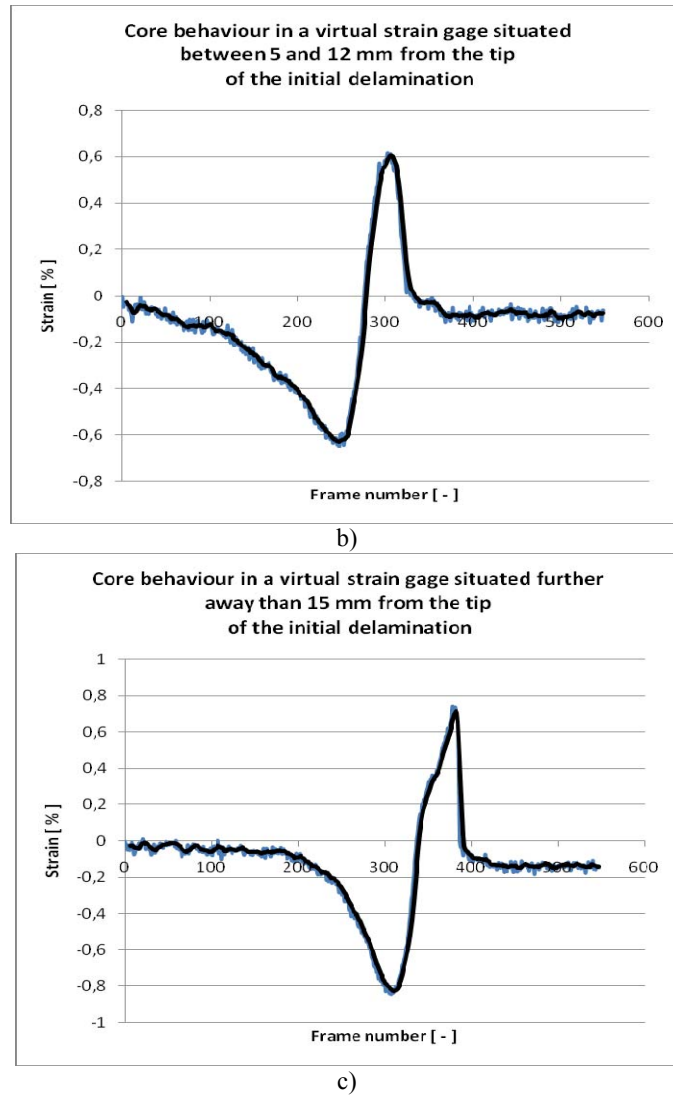 Core behaviour in a virtual strain gage situated
between 5 and 12 mm from the tip
of the initial delamination
0,8
0,6
0,4
0,2
0
-0,2
-0,4
-0,6
-0,8
Strain [ % ]
0 100 200 300 400 500 600
Frame number [ - ]
b)
Core behaviour in a virtual strain gage situated further
away than 15 mm from the tip
of the initial delamination
1
0,8
0,6
0,4
0,2
0
-0,2
-0,4
-0,6
-0,8
-1
Strain [ % ]
0 100 200 300 400 500 600
Frame number [ - ]
c)